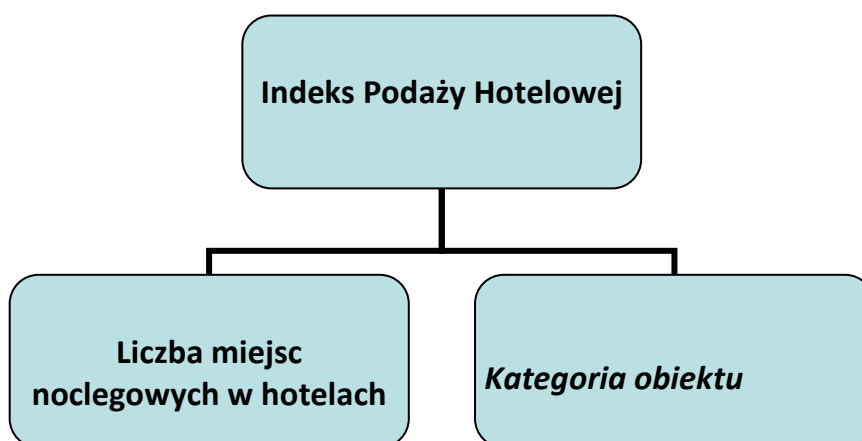 Indeks Podaży Hotelowej
Liczba miejsc
noclegowych w hotelach
Kategoria obiektu